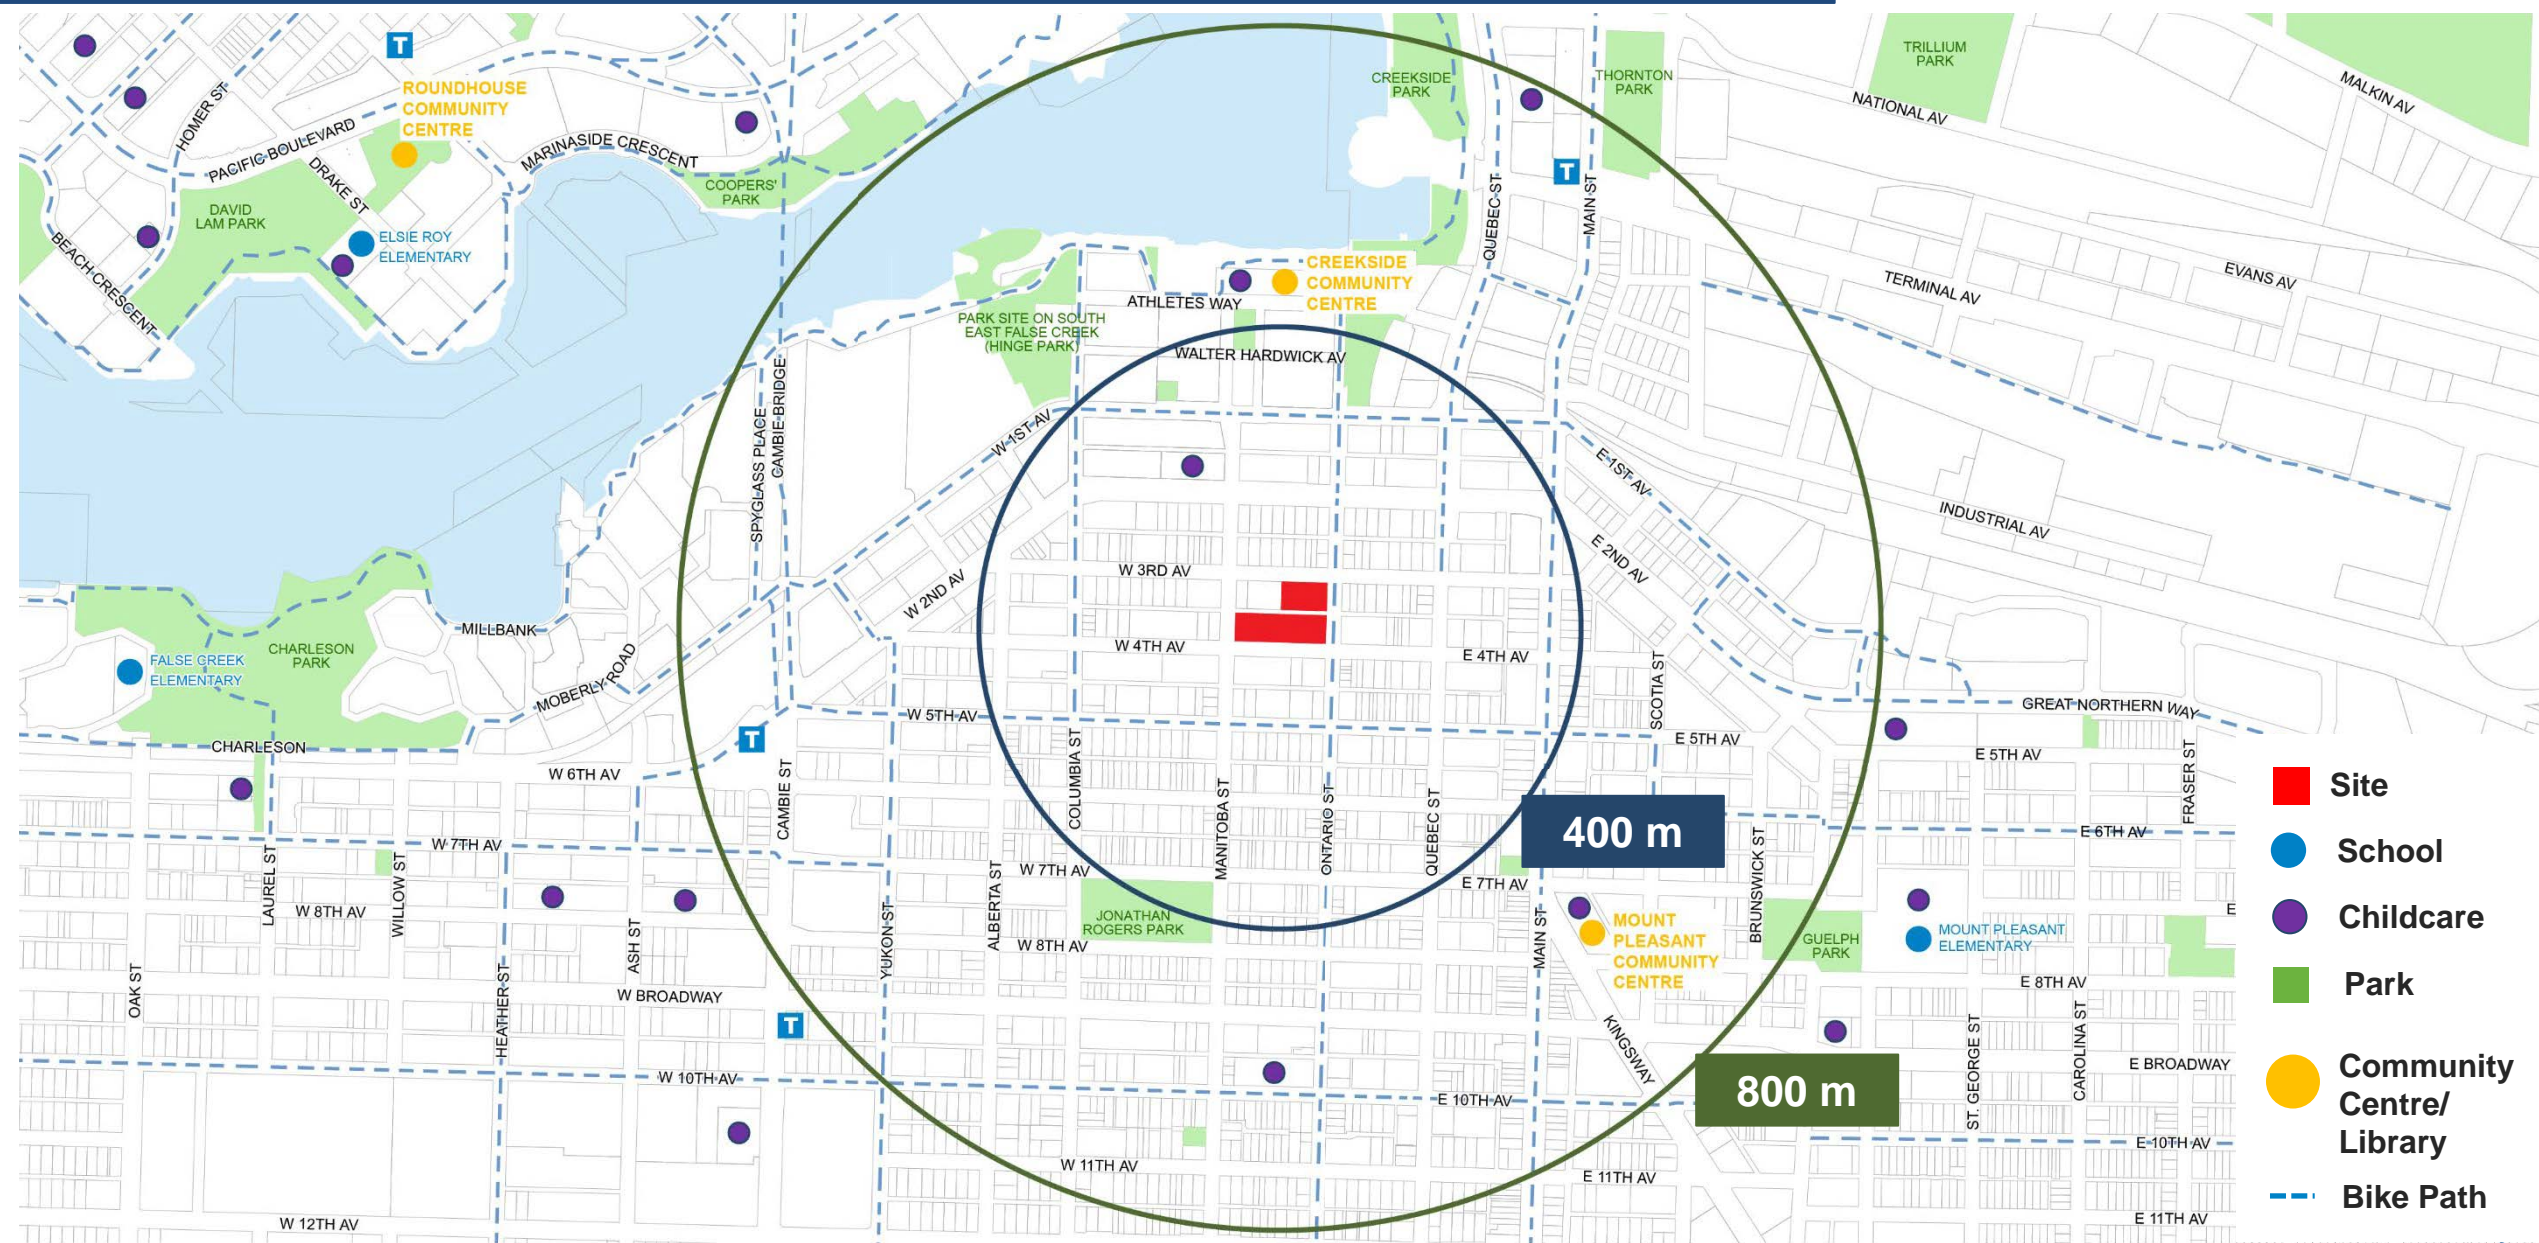 T
ROUNDHOUSE
COMMUNITY
CENTRE
HOMER ST
PACIFIC BOULEVARD
DRAKE ST
MARINASIDE CRESCENT
COOPERS'
PARK
DAVID
LAM PARK
ELSIE ROY
ELEMENTARY
BEACH CRESCENT
CREEKSIDE
PARK
THORNTON
PARK
TRILLIUM
PARK
NATIONAL AV
MALKIN AV
T
QUEBEC ST
MAIN ST
CREEKSIDE
COMMUNITY
CENTRE
ATHLETES WAY
TERMINAL AV
EVANS AV
PARK SITE ON SOUTH
EAST FALSE CREEK
(HINGE PARK)
WALTER HARDWICK AV
SPYGLASS PLACE
CAMBIE BRIDGE
W 1ST AV
E 1ST AV
INDUSTRIAL AV
W 2ND AV
E 2ND AV
W 3RD AV
W 4TH AV
E 4TH AV
MILLBANK
CHARLESON
PARK
FALSE CREEK
ELEMENTARY
MOBERLY ROAD
SCOTIA ST
GREAT NORTHERN WAY
W 5TH AV
E 5TH AV
E 5TH AV
T
CHARLESON
W 6TH AV
CAMBIE ST
COLUMBIA ST
MANITOBA ST
ONTARIO ST
QUEBEC ST
FRASER ST
400 m
E 6TH AV
BRUNSWICK ST
W 7TH AV
W 7TH AV
E 7TH AV
LAUREL ST
WILLOW ST
W 8TH AV
ASH ST
YUKON ST
ALBERTA ST
JONATHAN
ROGERS PARK
W 8TH AV
MAIN ST
MOUNT
PLEASANT
COMMUNITY
CENTRE
GUELPH
PARK
MOUNT PLEASANT
ELEMENTARY
E
E 8TH AV
OAK ST
HEATHER ST
W BROADWAY
T
KINGSWAY
ST. GEORGE ST
CAROLINA ST
E BROADWAY
W 10TH AV
E 10TH AV
800 m
E 10TH AV
W 11TH AV
E 11TH AV
E 11TH AV
W 12TH AV
Site
School
Childcare
Park
Community
Centre/
Library
Bike Path